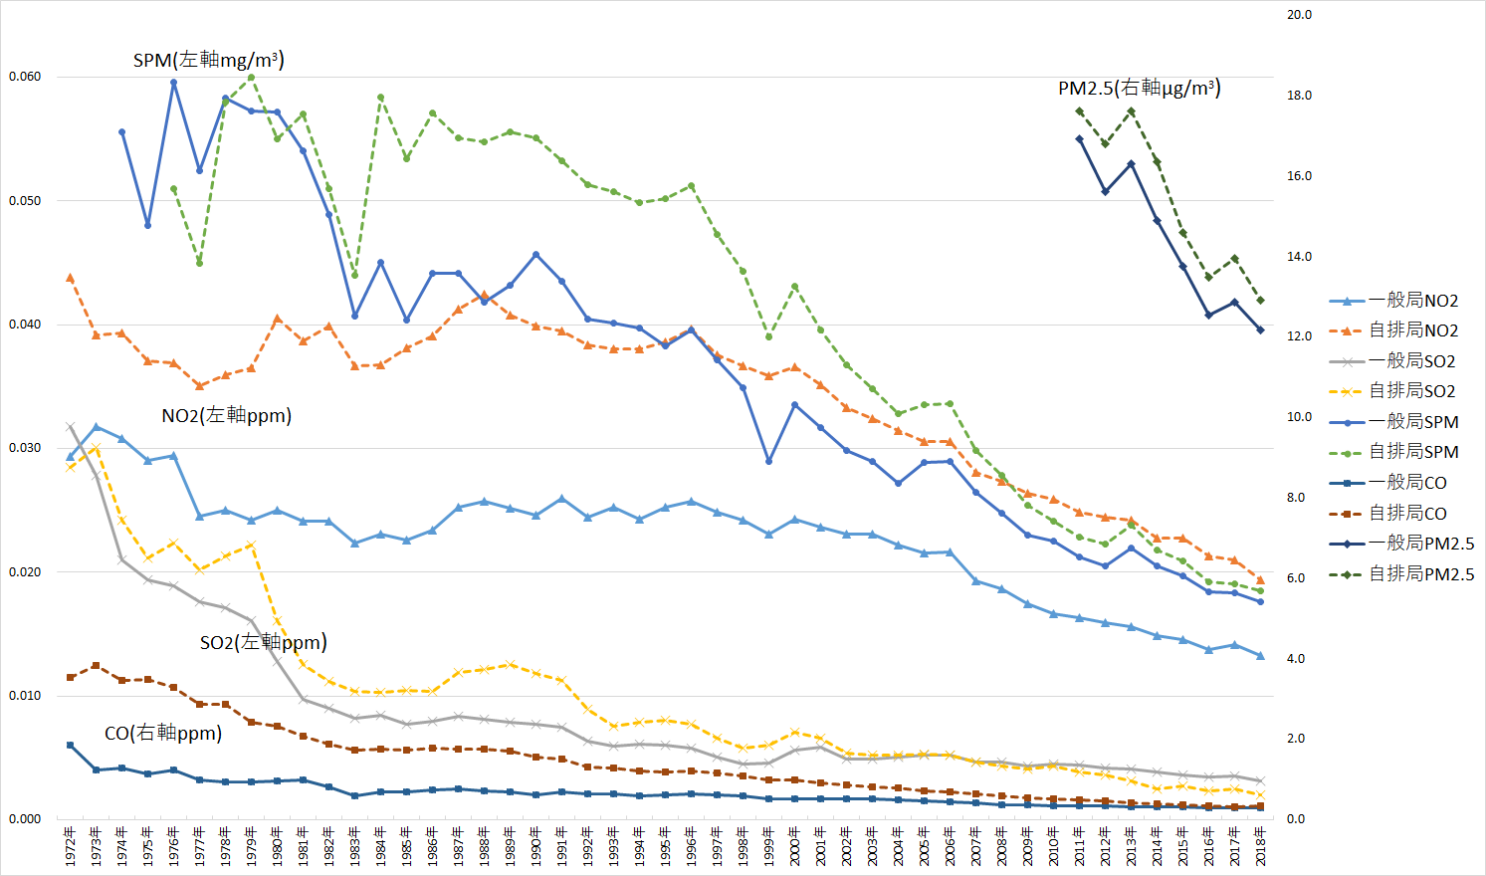 SPM(左軸mg/m³)
PM2.5(右軸μg/m³)
NO2(左軸ppm)
SO2(左軸ppm)
CO(右軸ppm)
0.060
0.050
0.040
0.030
0.020
0.010
0.000
20.0
18.0
16.0
14.0
12.0
10.0
8.0
6.0
4.0
2.0
0.0
一般局NO2
自排局NO2
一般局SO2
自排局SO2
一般局SPM
自排局SPM
一般局CO
自排局CO
一般局PM2.5
自排局PM2.5
1972年
1973年
1974年
1975年
1976年
1977年
1978年
1979年
1980年
1981年
1982年
1983年
1984年
1985年
1986年
1987年
1988年
1989年
1990年
1991年
1992年
1993年
1994年
1995年
1996年
1997年
1998年
1999年
2000年
2001年
2002年
2003年
2004年
2005年
2006年
2007年
2008年
2009年
2010年
2011年
2012年
2013年
2014年
2015年
2016年
2017年
2018年